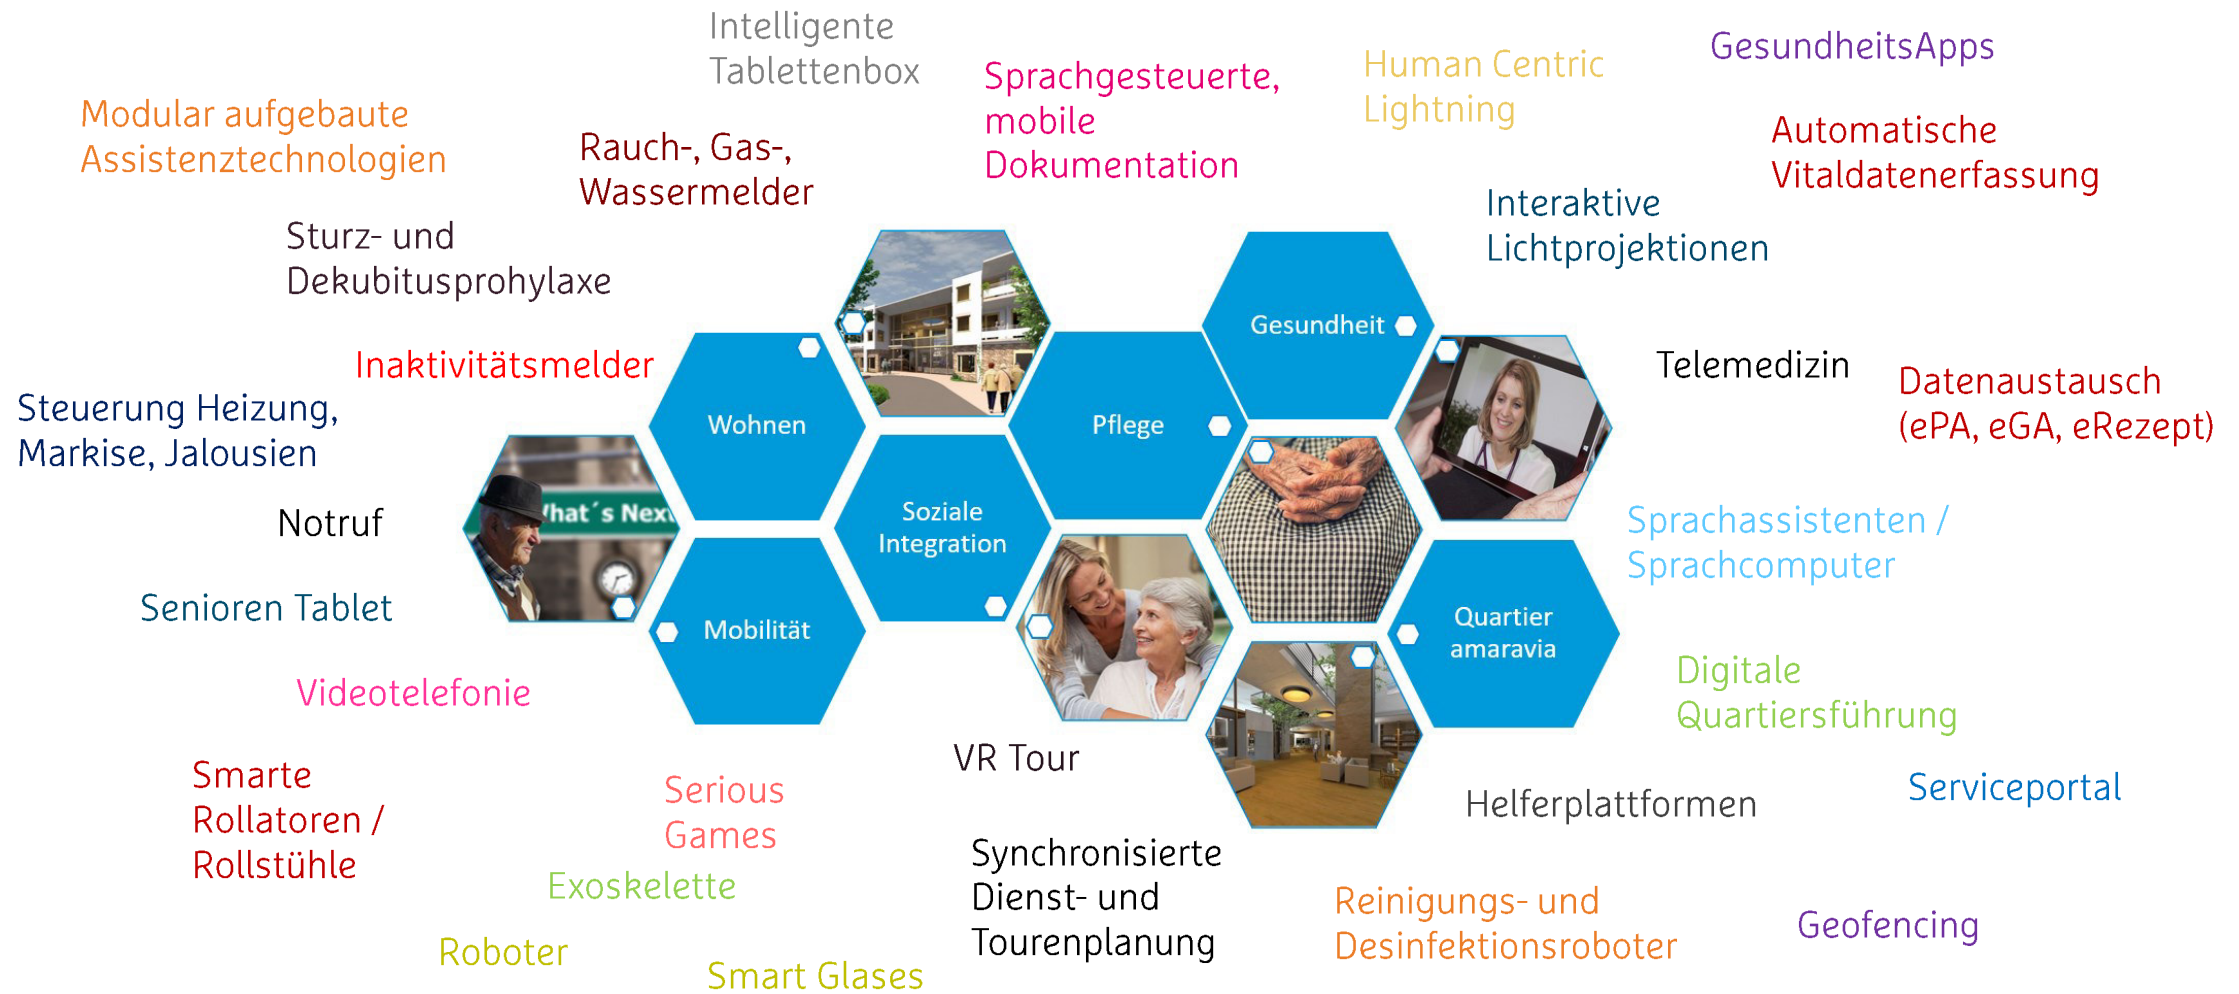 Intelligente
Tablettenbox
GesundheitsApps
Sprachgesteuerte,
mobile
Dokumentation
Human Centric
Lightning
Modular aufgebaute
Assistenztechnologien
Rauch-, Gas-,
Wassermelder
Automatische
Vitaldatenerfassung
Interaktive
Lichtprojektionen
Sturz- und
Dekubitusprohylaxe
Inaktivitätsmelder
Gesundheit
Telemedizin
Datenaustausch
(ePA, eGA, eRezept)
Steuerung Heizung,
Markise, Jalousien
Wohnen
Pflege
Notruf
What´s Next
Soziale
Integration
Sprachassistenten /
Sprachcomputer
Senioren Tablet
Mobilität
Quartier
amaravia
Videotelefonie
Digitale
Quartiersführung
Smarte
Rollatoren /
Rollstühle
Serious
Games
VR Tour
Helferplattformen
Serviceportal
Exoskelette
Synchronisierte
Dienst- und
Tourenplanung
Reinigungs- und
Desinfektionsroboter
Geofencing
Roboter
Smart Glases